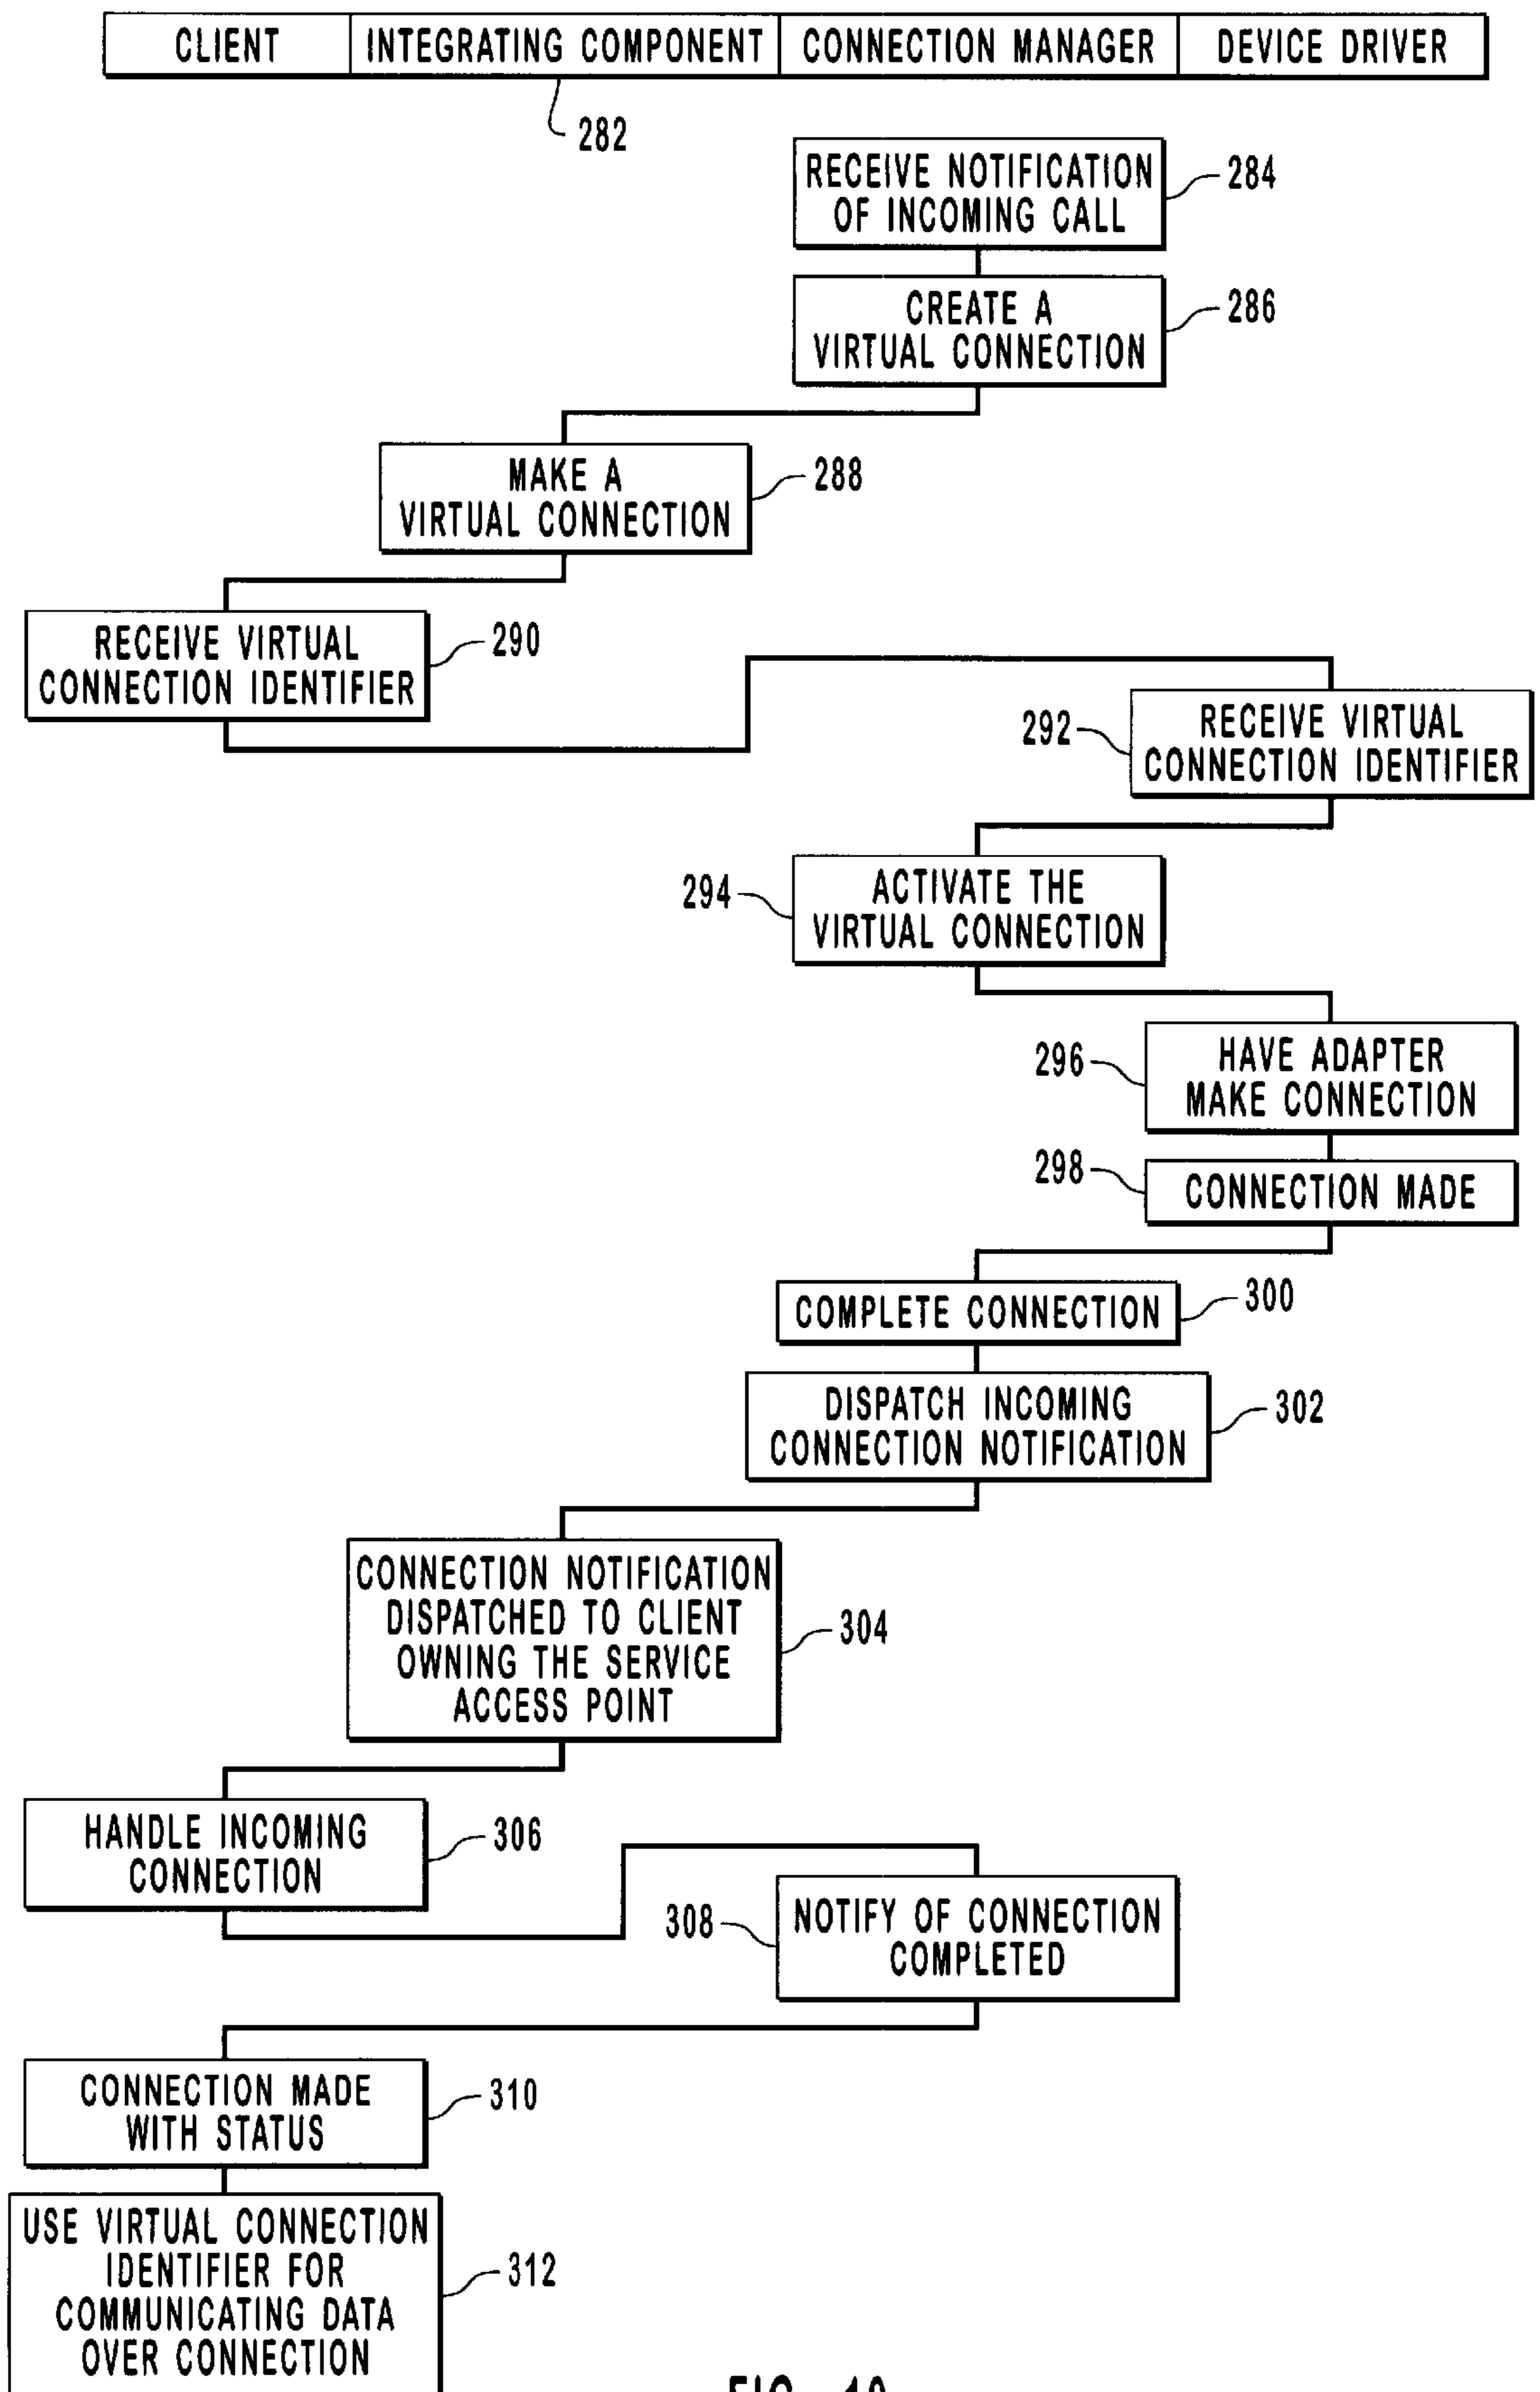 CLIENT INTEGRATING COMPONENT CONNECTION MANAGER DEVICE DRIVER
282
RECEIVE NOTIFICATION
OF INCOMING CALL
284
CREATE A
VIRTUAL CONNECTION
286
MAKE A
VIRTUAL CONNECTION
288
RECEIVE VIRTUAL
CONNECTION IDENTIFIER
290
292
RECEIVE VIRTUAL
CONNECTION IDENTIFIER
294
ACTIVATE THE
VIRTUAL CONNECTION
296
HAVE ADAPTER
MAKE CONNECTION
298
CONNECTION MADE
COMPLETE CONNECTION
300
DISPATCH INCOMING
CONNECTION NOTIFICATION
302
CONNECTION NOTIFICATION
DISPATCHED TO CLIENT
OWNING THE SERVICE
ACCESS POINT
304
HANDLE INCOMING
CONNECTION
306
308
NOTIFY OF CONNECTION
COMPLETED
CONNECTION MADE
WITH STATUS
310
USE VIRTUAL CONNECTION
IDENTIFIER FOR
COMMUNICATING DATA
OVER CONNECTION
312